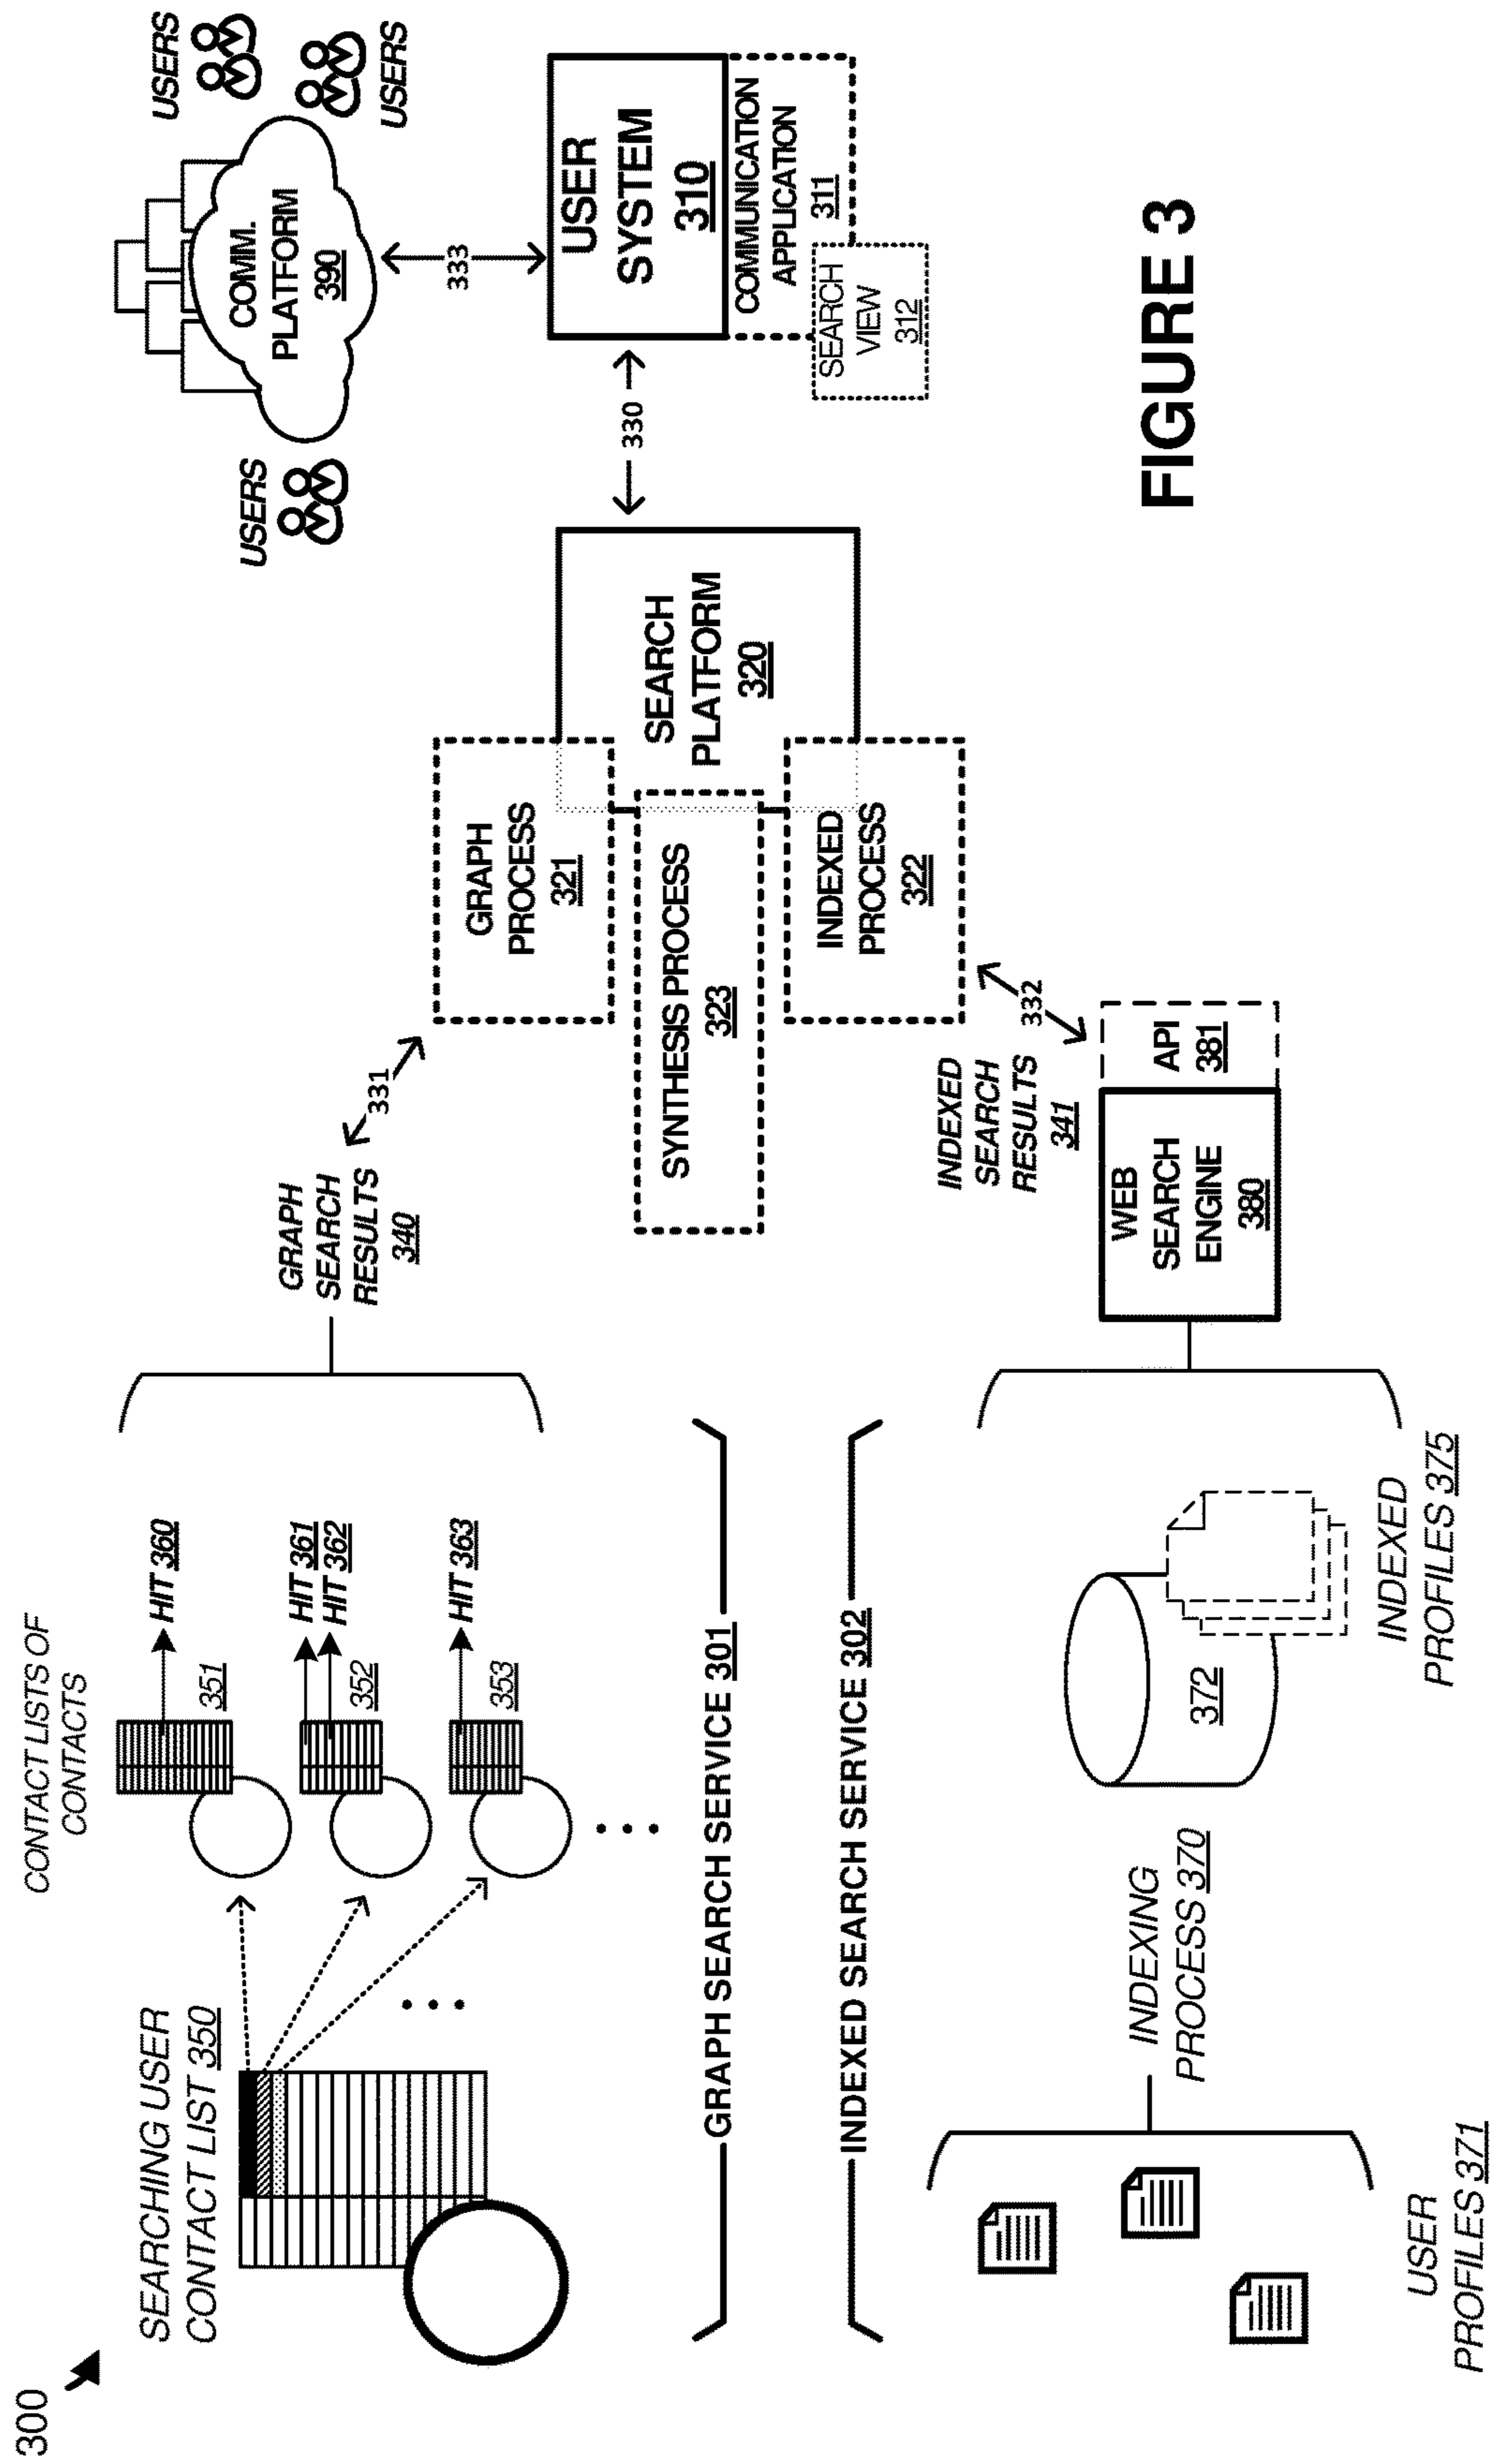 300
SEARCHING USER
CONTACT LIST 350
CONTACT LISTS OF
CONTACTS
351
HIT 360
352
HIT 361
HIT 362
353
HIT 363
GRAPH
SEARCH
RESULTS
340
331
GRAPH SEARCH SERVICE 301
INDEXED SEARCH SERVICE 302
USER
PROFILES 371
INDEXING
PROCESS 370
372
INDEXED
PROFILES 375
WEB
SEARCH
ENGINE
380
API
381
INDEXED
SEARCH
RESULTS
341
332
GRAPH
PROCESS
321
SYNTHESIS PROCESS
323
INDEXED
PROCESS
322
SEARCH
PLATFORM
320
330
USERS
COMM.
PLATFORM
390
USERS
USERS
333
USER
SYSTEM
310
COMMUNICATION
APPLICATION
311
SEARCH
VIEW
312
FIGURE 3